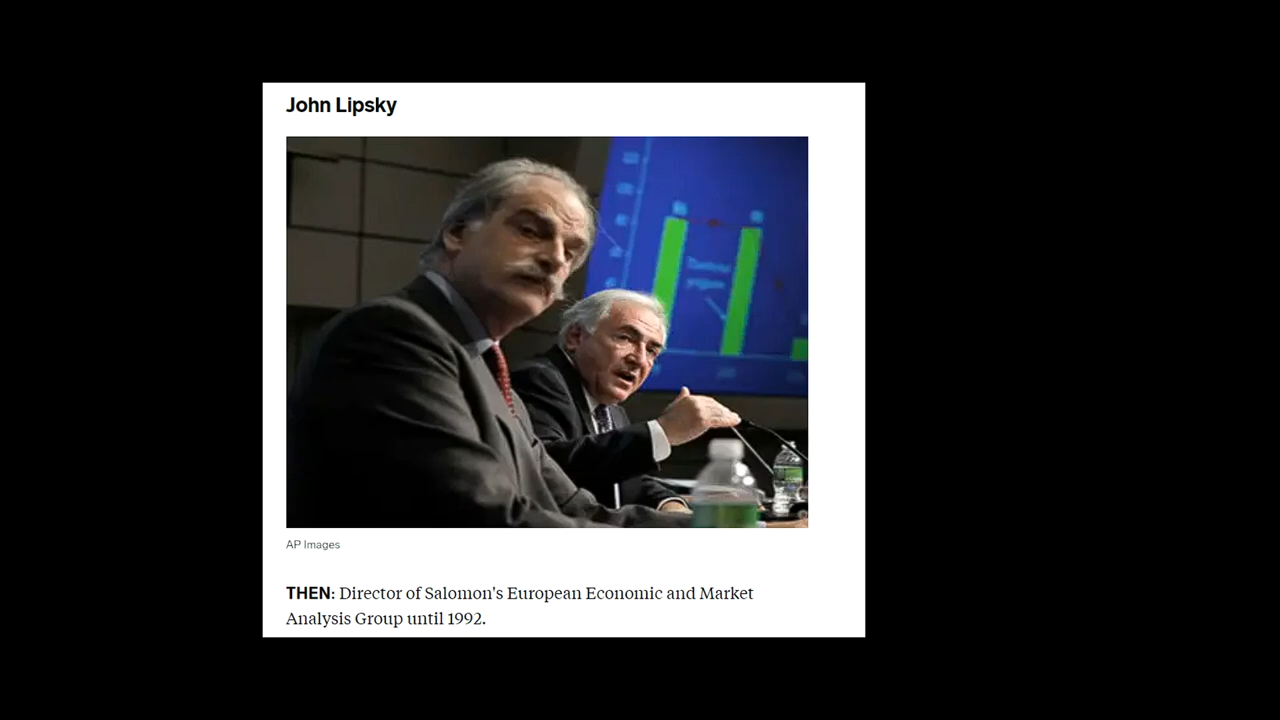 John Lipsky
AP Images
THEN: Director of Salomon's European Economic and Market
Analysis Group until 1992.